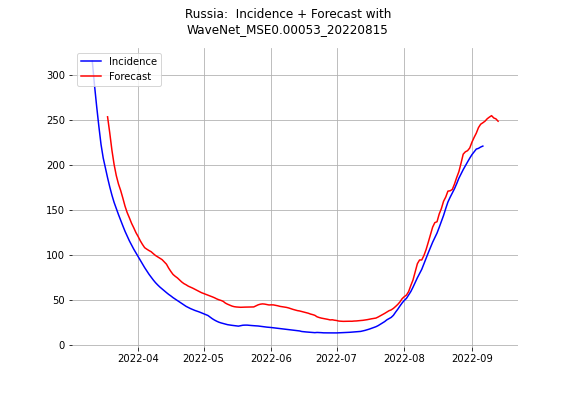 Russia:  Incidence + Forecast with
WaveNet_MSE0.00053_20220815
Incidence
Forecast
300
250
200
150
100
50
0
2022-04 2022-05 2022-06 2022-07 2022-08 2022-09